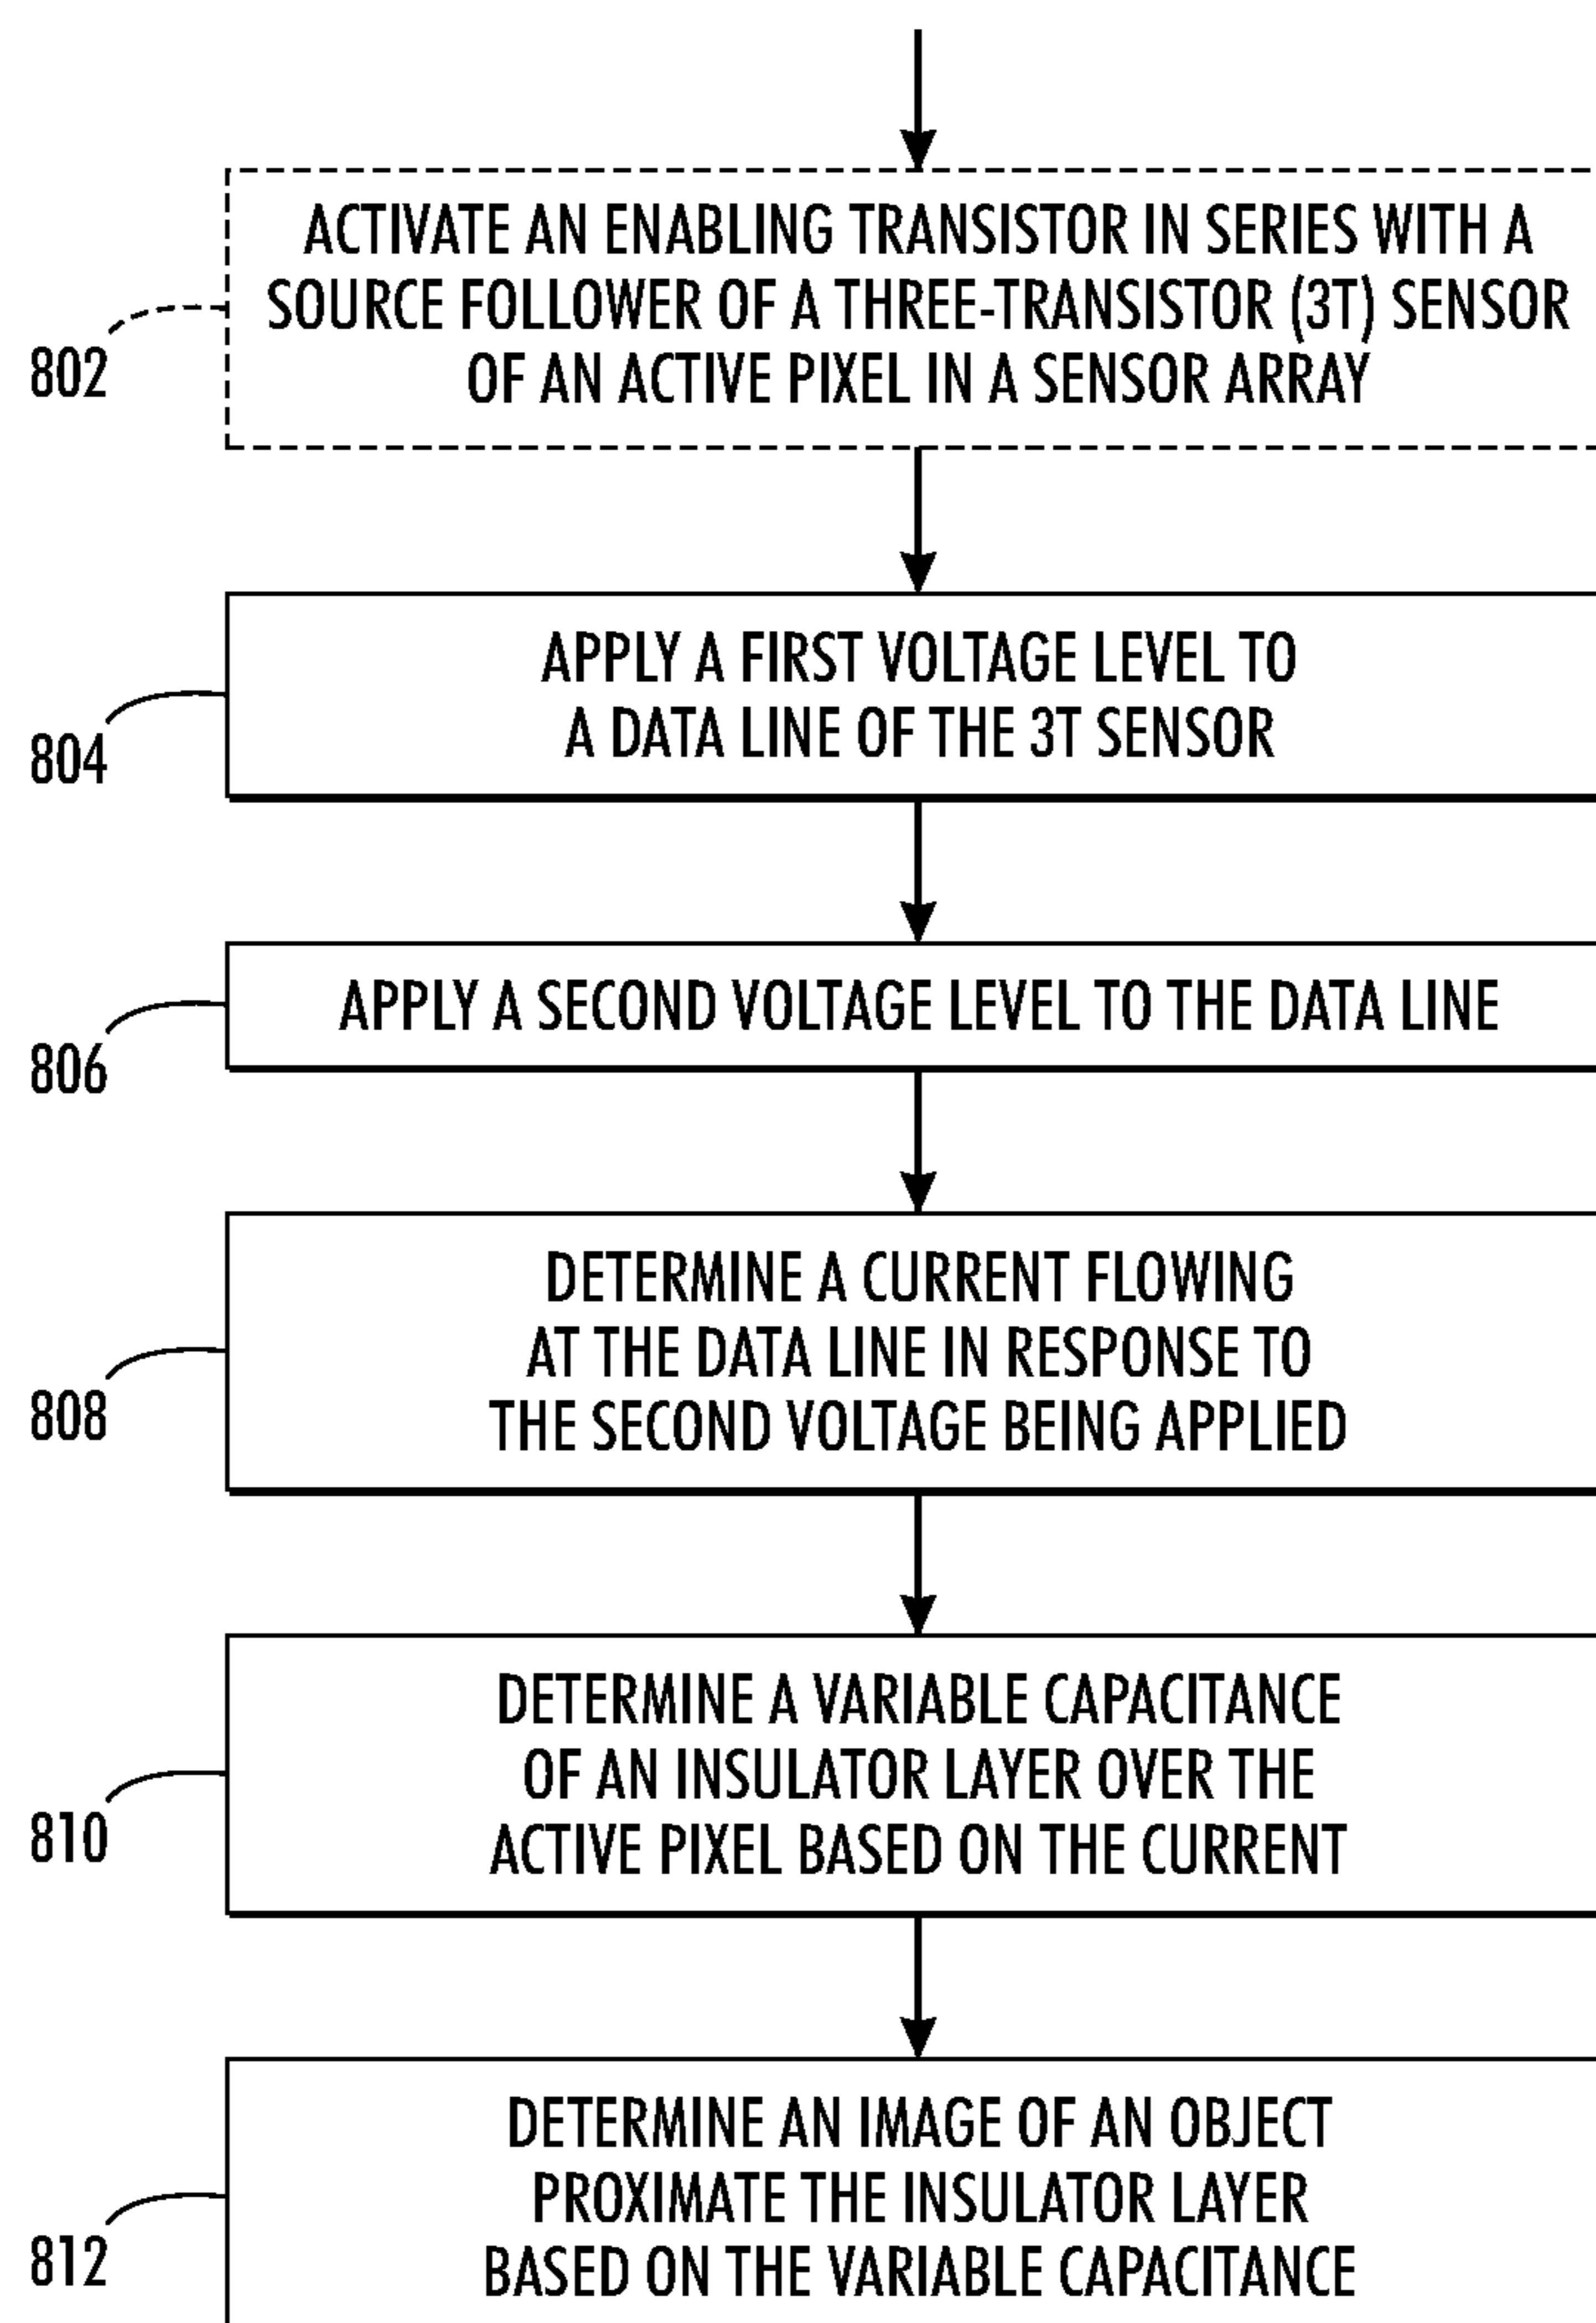 ACTIVATE AN ENABLING TRANSISTOR IN SERIES WITH A
SOURCE FOLLOWER OF A THREE-TRANSISTOR (3T) SENSOR
OF AN ACTIVE PIXEL IN A SENSOR ARRAY
802
APPLY A FIRST VOLTAGE LEVEL TO
A DATA LINE OF THE 3T SENSOR
804
APPLY A SECOND VOLTAGE LEVEL TO THE DATA LINE
806
DETERMINE A CURRENT FLOWING
AT THE DATA LINE IN RESPONSE TO
THE SECOND VOLTAGE BEING APPLIED
808
DETERMINE A VARIABLE CAPACITANCE
OF AN INSULATOR LAYER OVER THE
ACTIVE PIXEL BASED ON THE CURRENT
810
DETERMINE AN IMAGE OF AN OBJECT
PROXIMATE THE INSULATOR LAYER
BASED ON THE VARIABLE CAPACITANCE
812